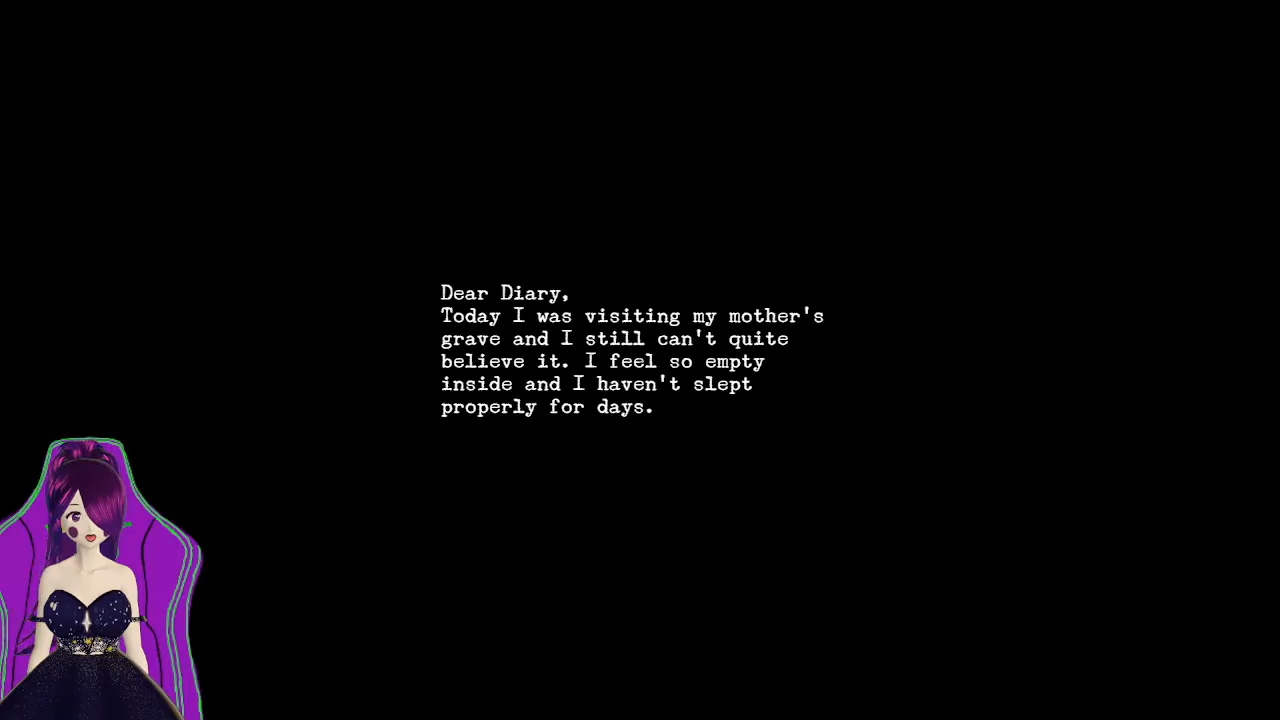 Dear Diary,
Today I was visiting my mother's
grave and I still can't quite
believe it. I feel so empty
inside and I haven't slept
properly for days.